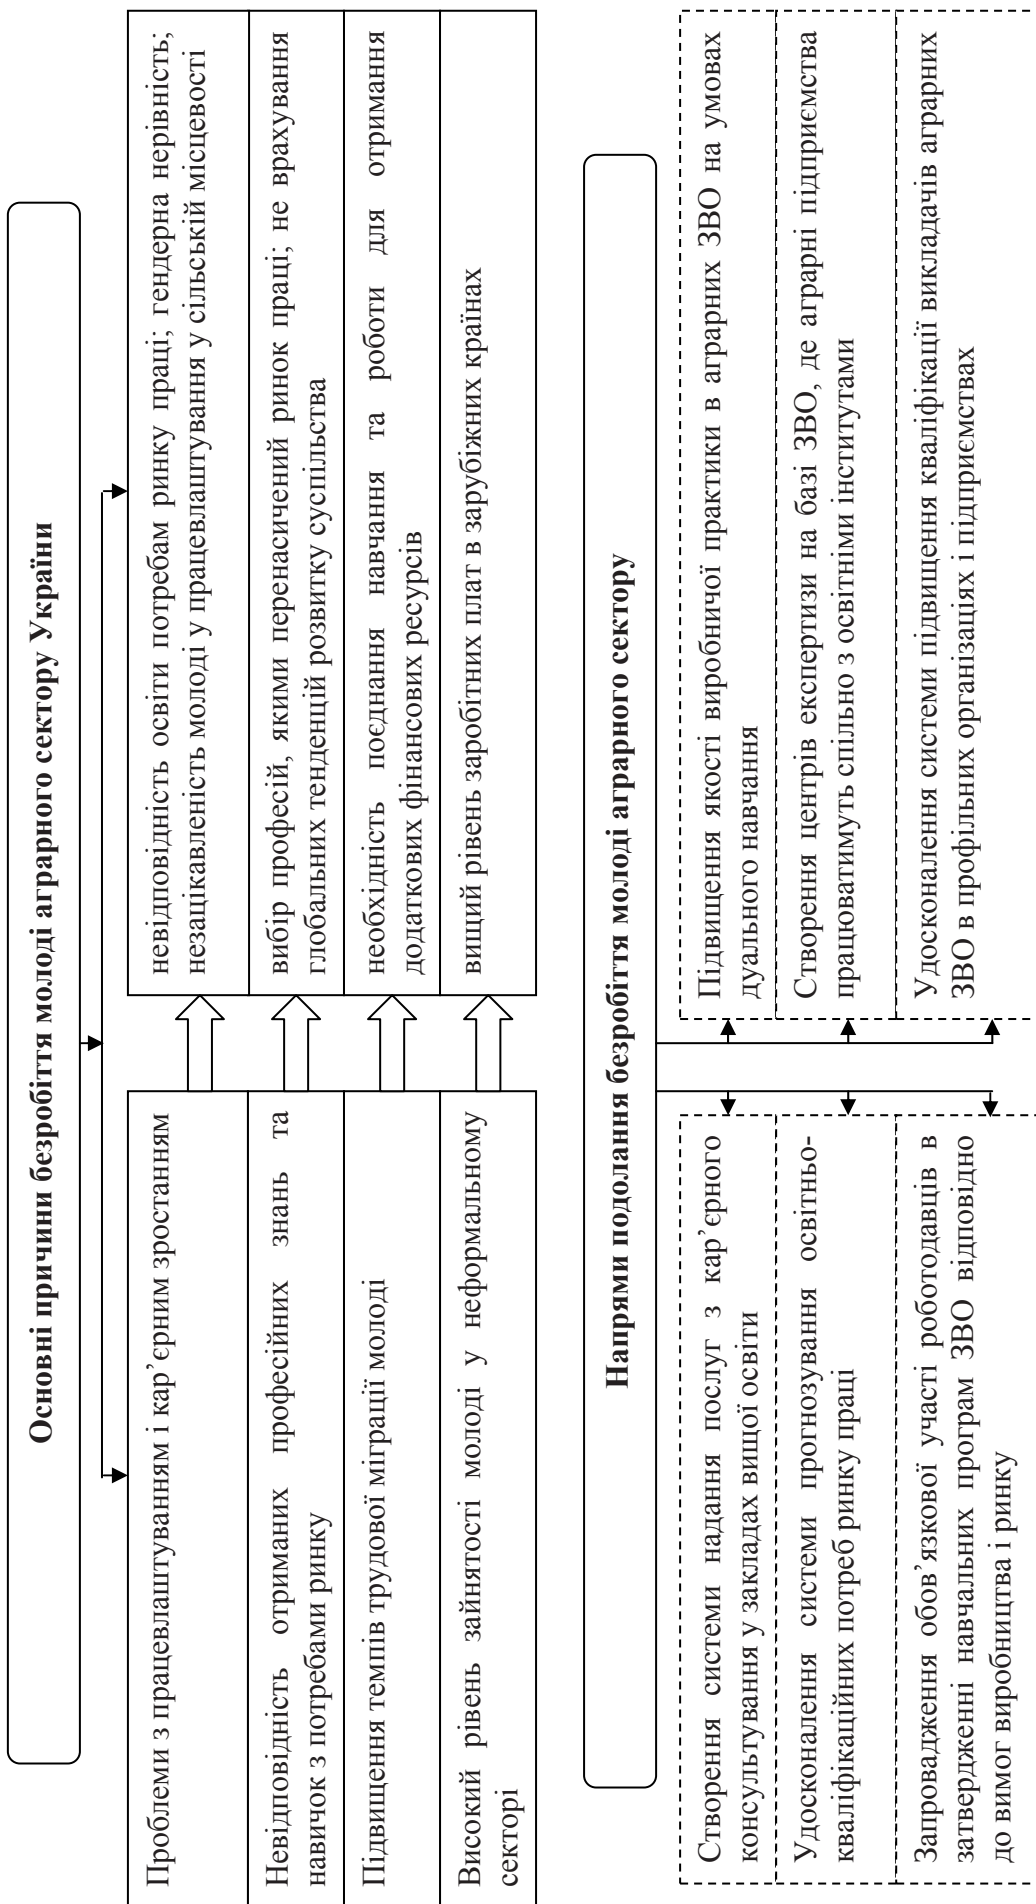 Основні причини безробіття молоді аграрного сектору України
Проблеми з працевлаштуванням і кар’єрним зростанням
невідповідність освіти потребам ринку праці; гендерна нерівність;
незацікавленість молоді у працевлаштування у сільській місцевості
Невідповідність отриманих професійних знань та
навичок з потребами ринку
вибір професій, якими перенасичений ринок праці; не врахування
глобальних тенденцій розвитку суспільства
Підвищення темпів трудової міграції молоді
необхідність поєднання навчання та роботи для отримання
додаткових фінансових ресурсів
Високий рівень зайнятості молоді у неформальному
секторі
вищий рівень заробітних плат в зарубіжних країнах
Напрями подолання безробіття молоді аграрного сектору
Створення системи надання послуг з кар’єрного
консультування у закладах вищої освіти
Підвищення якості виробничої практики в аграрних ЗВО на умовах
дуального навчання
Удосконалення системи прогнозування освітньо-
кваліфікаційних потреб ринку праці
Створення центрів експертизи на базі ЗВО, де аграрні підприємства
працюватимуть спільно з освітніми інститутами
Запровадження обов’язкової участі роботодавців в
затвердженні навчальних програм ЗВО відповідно
до вимог виробництва і ринку
Удосконалення системи підвищення кваліфікації викладачів аграрних
ЗВО в профільних організаціях і підприємствах